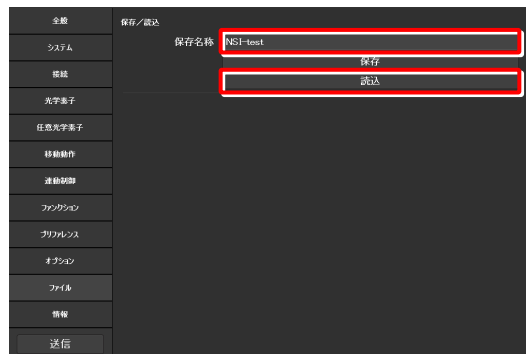 全般
システム
接続
光学素子
任意光学素子
移動動作
連動制御
ファンクション
プリファレンス
オプション
ファイル
情報
送信
保存/読込
保存名称 NSI-test
保存
読込